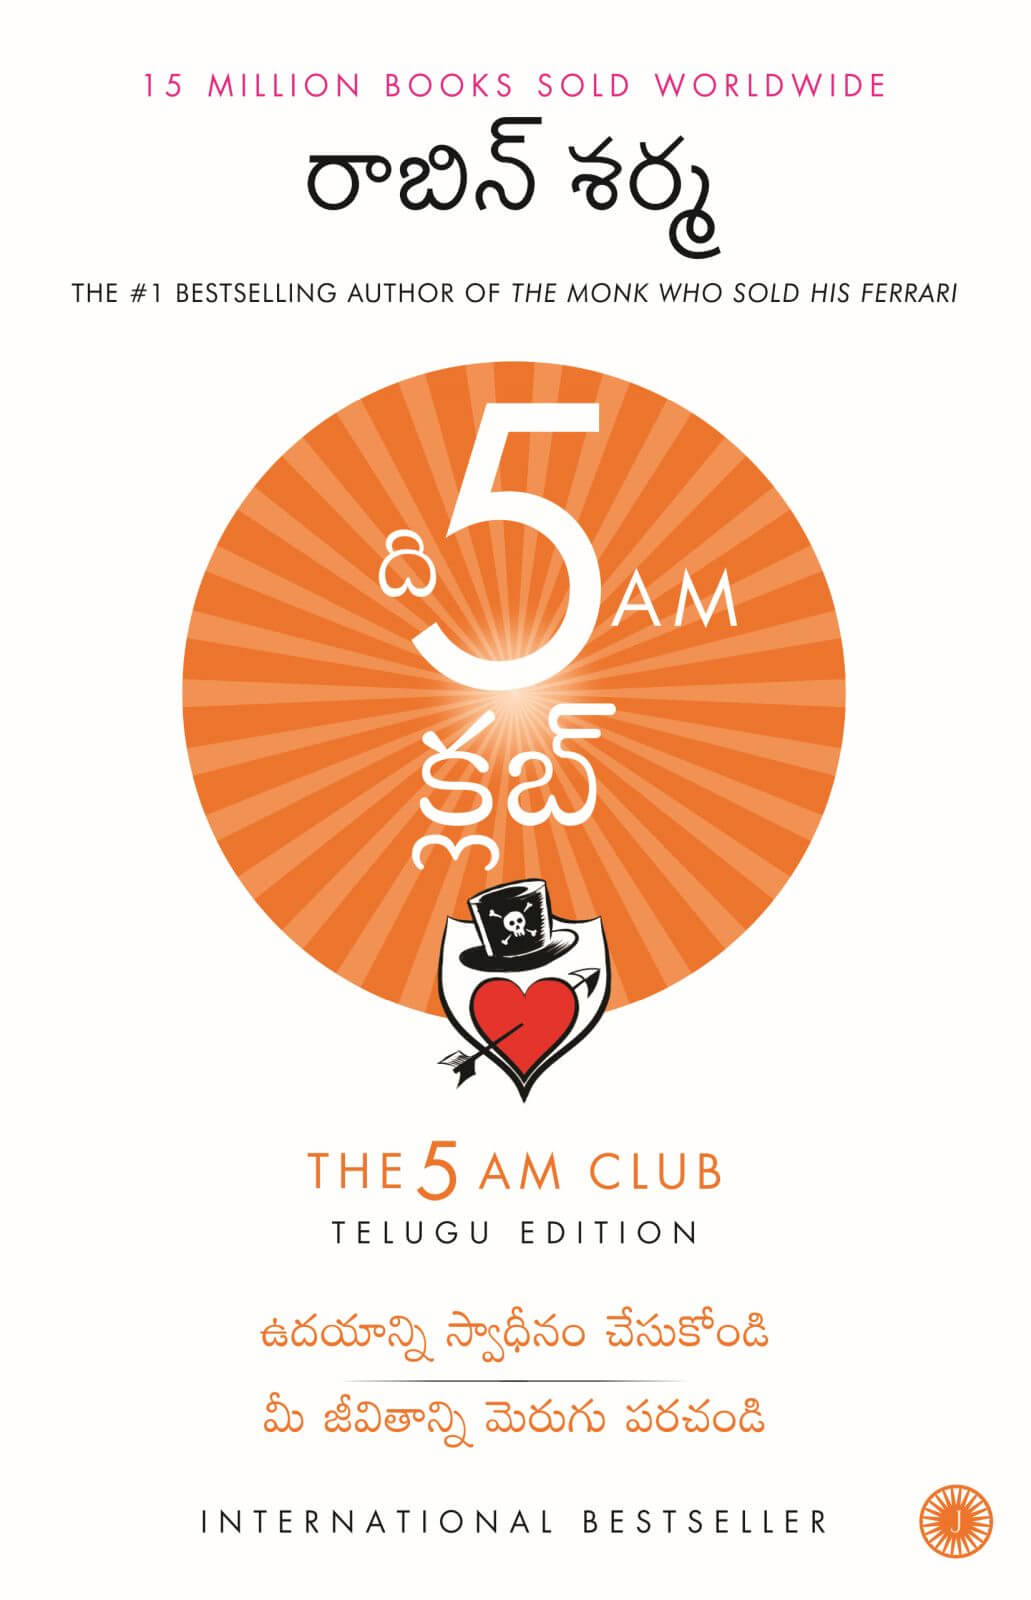 15 MILLION BOOKS SOLD WORLDWIDE
రాబిన్ శర్మ
THE #1 BESTSELLING AUTHOR OF THE MONK WHO SOLD HIS FERRARI
ది 5 AM
క్లబ్
THE 5 AM CLUB
TELUGU EDITION
ఉదయాన్ని స్వాధీనం చేసుకోండి
మీ జీవితాన్ని మెరుగు పరచండి
INTERNATIONAL BESTSELLER
J